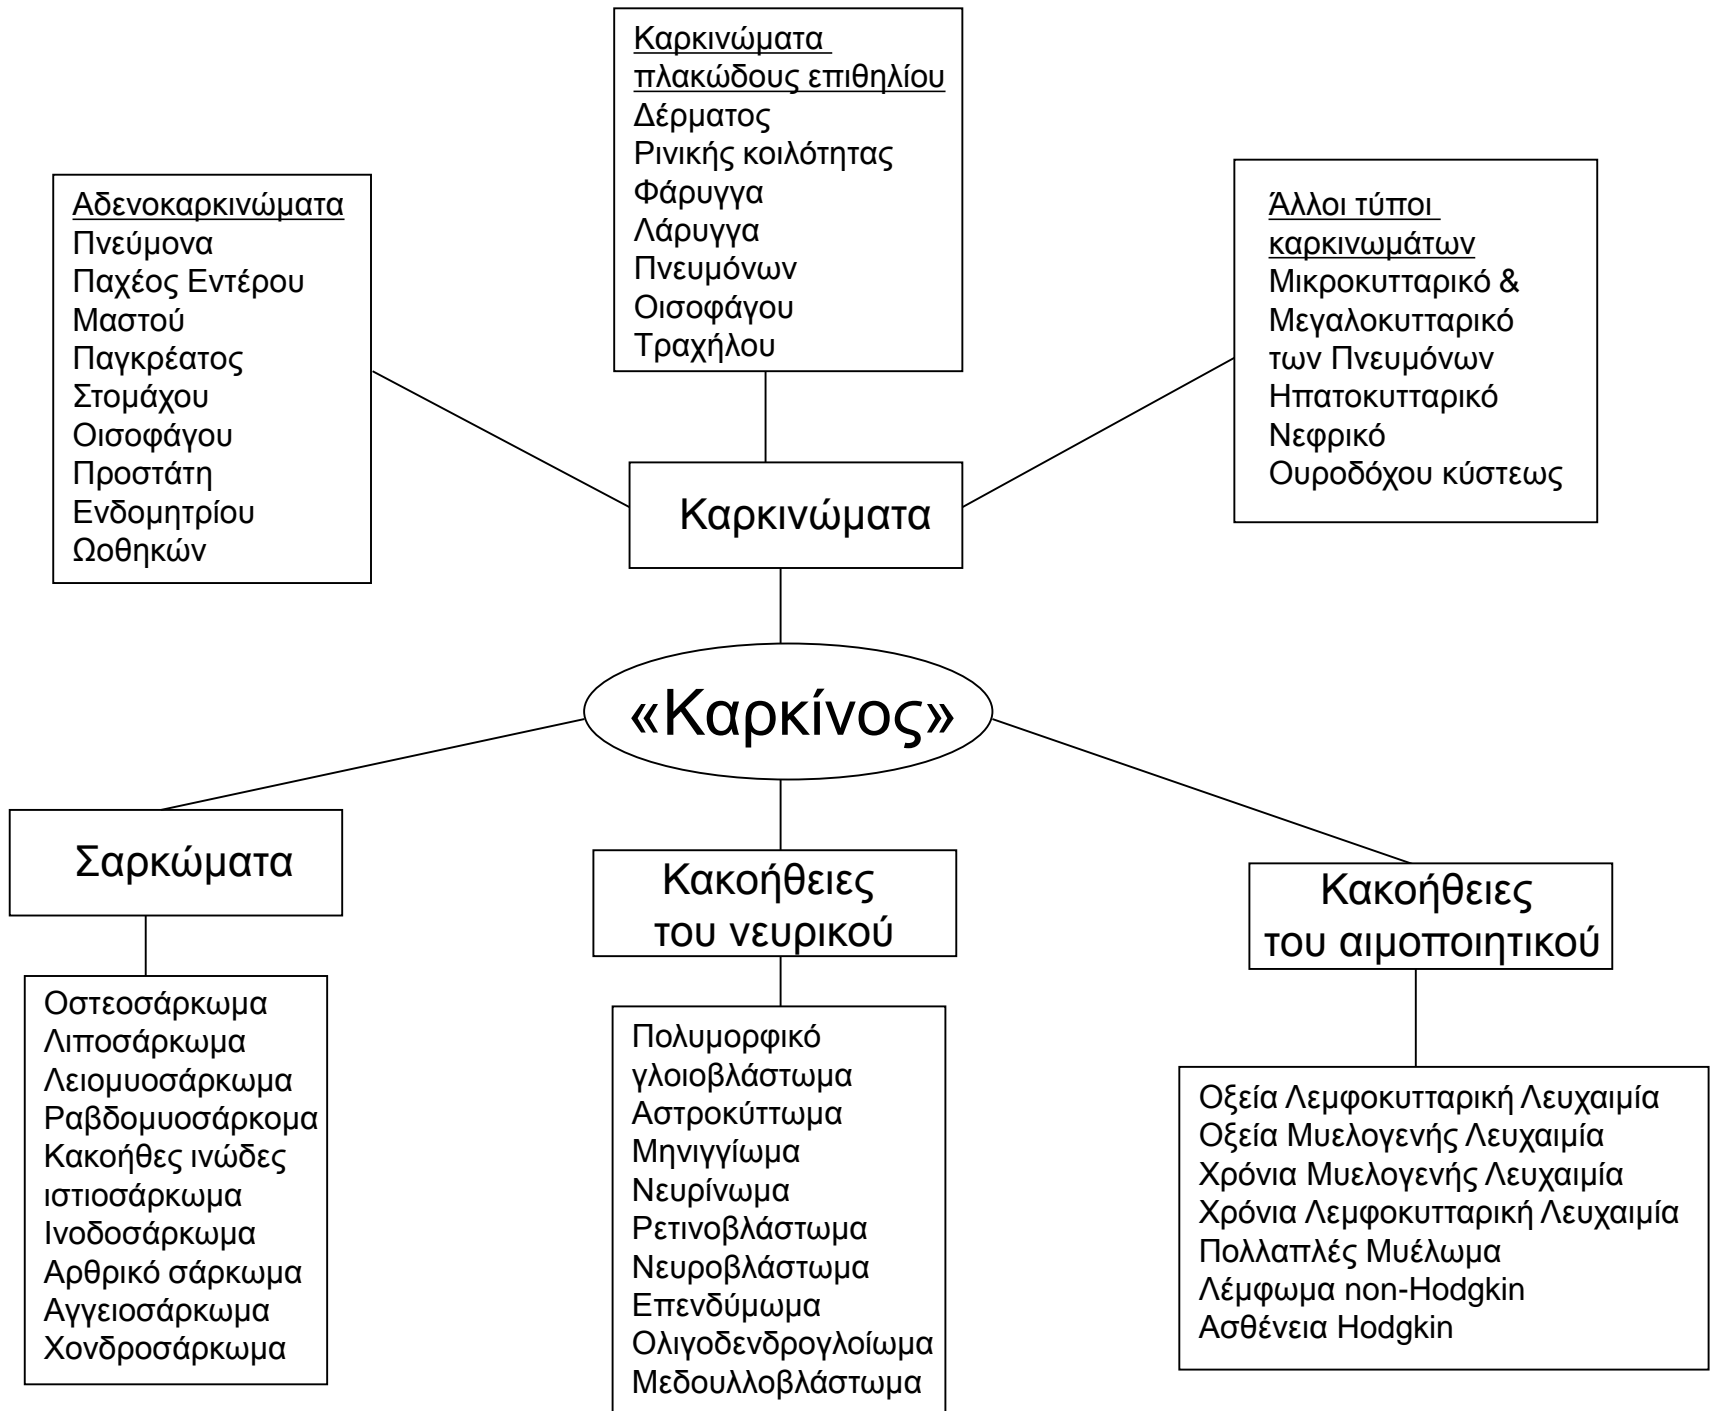 Καρκινώματα
πλακώδους επιθηλίου
Δέρματος
Ρινικής κοιλότητας
Φάρυγγα
Λάρυγγα
Πνευμόνων
Οισοφάγου
Τραχήλου
Αδενοκαρκινώματα
Πνεύμονα
Παχέος Εντέρου
Μαστού
Παγκρέατος
Στομάχου
Οισοφάγου
Προστάτη
Ενδομητρίου
Ωοθηκών
Άλλοι τύποι
καρκινωμάτων
Μικροκυτταρικό &
Μεγαλοκυτταρικό
των Πνευμόνων
Ηπατοκυτταρικό
Νεφρικό
Ουροδόχου κύστεως
Καρκινώματα
«Καρκίνος»
Σαρκώματα
Κακοήθειες
του νευρικού
Κακοήθειες
του αιμοποιητικού
Οστεοσάρκωμα
Λιποσάρκωμα
Λειομυοσάρκωμα
Ραβδομυοσάρκομα
Κακοήθες ινώδες
ιστιοσάρκωμα
Ινοδοσάρκωμα
Αρθρικό σάρκωμα
Αγγειοσάρκωμα
Χονδροσάρκωμα
Πολυμορφικό
γλοιοβλάστωμα
Αστροκύττωμα
Μηνιγγίωμα
Νευρίνωμα
Ρετινοβλάστωμα
Νευροβλάστωμα
Επενδύμωμα
Ολιγοδενδρογλοίωμα
Μεδουλλοβλάστωμα
Οξεία Λεμφοκυτταρική Λευχαιμία
Οξεία Μυελογενής Λευχαιμία
Χρόνια Μυελογενής Λευχαιμία
Χρόνια Λεμφοκυτταρική Λευχαιμία
Πολλαπλές Μυέλωμα
Λέμφωμα non-Hodgkin
Ασθένεια Hodgkin